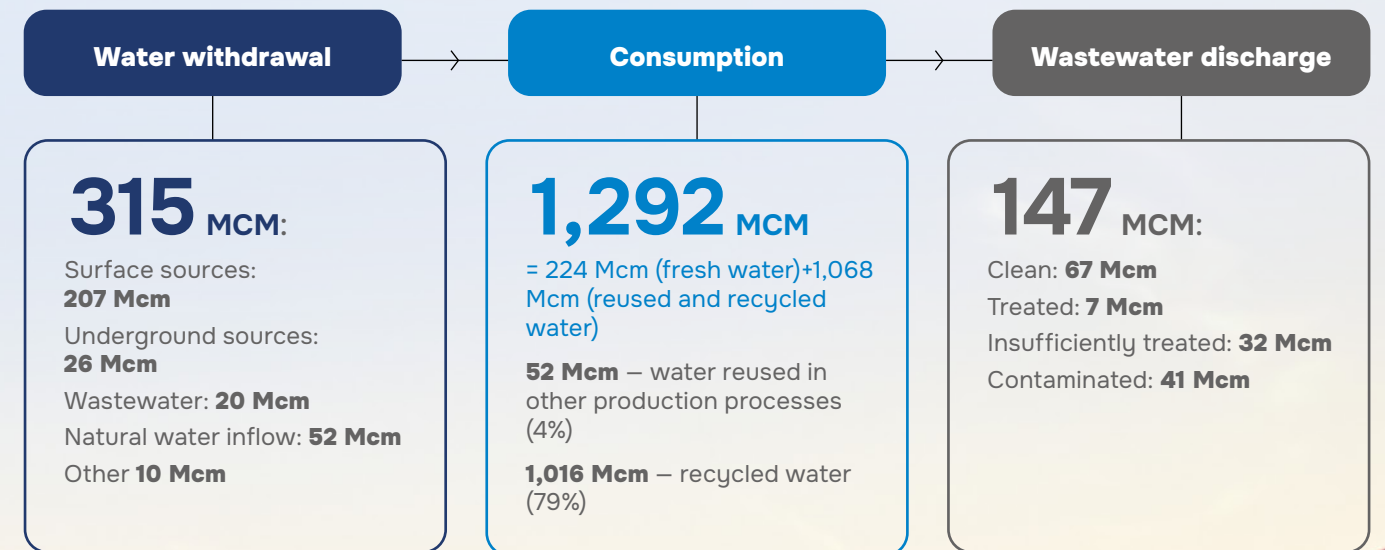 Water withdrawal
Consumption
Wastewater discharge
315 MCM:
Surface sources:
207 Mcm
Underground sources:
26 Mcm
Wastewater: 20 Mcm
Natural water inflow: 52 Mcm
Other 10 Mcm
1,292 MCM
= 224 Mcm (fresh water)+1,068
Mcm (reused and recycled
water)
52 Mcm – water reused in
other production processes
(4%)
1,016 Mcm – recycled water
(79%)
147 MCM:
Clean: 67 Mcm
Treated: 7 Mcm
Insufficiently treated: 32 Mcm
Contaminated: 41 Mcm